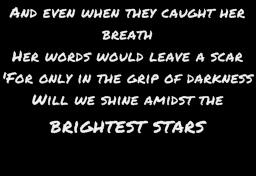 And even when they caught her
breath
Her words would leave a scar
'For only in the grip of darkness
Will we shine amidst the
brightest stars